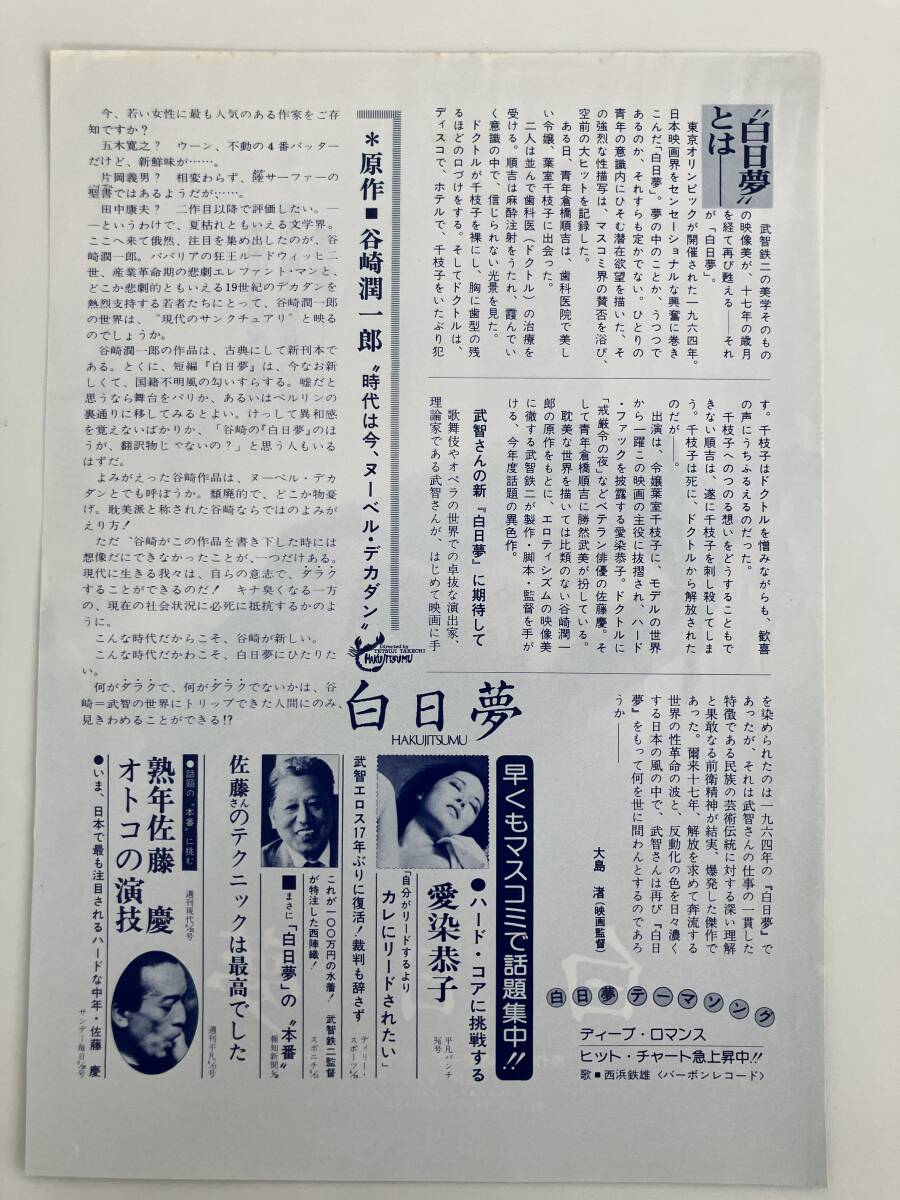 “白日夢”
とは──
武智鉄二の美学そのもの
の映像美が、十七年の歳月
を経て再び甦える──それ
が「白日夢」。
東京オリンピックが開催された一九六四年。
日本映画界をセンセーショナルな興奮に巻き
こんだ「白日夢」。夢の中のことか、うつつで
あるのか、それすらも定かでない。ひとりの
青年の意識内にひそむ潜在欲望を描いた、そ
の強烈な性描写は、マスコミ界の賛否を浴び、
空前の大ヒットを記録した。
ある日、青年倉橋順吉は、歯科医院で美し
い令嬢、葉室千枝子に出会った。
二人は並んで歯科医（ドクトル）の治療を
受ける。順吉は麻酔注射をうたれ、霞んでい
く意識の中で、信じられない光景を見た。
ドクトルが千枝子を裸にし、胸に歯型の残
るほどの口づけをする。そしてドクトルは、
ディスコで、ホテルで、千枝子をいたぶり犯
す。千枝子はドクトルを憎みながらも、歓喜
の声にうちふるえるのだった。
千枝子へのつのる想いをどうすることもで
きない順吉は、遂に千枝子を刺し殺してしま
う。千枝子は死に、ドクトルから解放された
のだが──。
出演は、令嬢葉室千枝子に、モデルの世界
から一躍この映画の主役に抜擢され、ハード
・ファックを披露する愛染恭子。ドクトルに
「戒厳令の夜」などベテラン俳優の佐藤慶。そ
して青年倉橋順吉に勝然武美が扮している。
耽美な世界を描いては比類のない谷崎潤一
郎の原作をもとに、エロティシズムの映像美
に徹する武智鉄二が製作・脚本・監督を手が
ける、今年度話題の異色作。
武智さんの新『白日夢』に期待して
歌舞伎やオペラの世界での卓抜な演出家、
理論家である武智さんが、はじめて映画に手
を染められたのは一九六四年の『白日夢』で
あったが、それは武智さんの仕事の一貫した
特徴である民族の芸術伝統に対する深い理解
と果敢なる前衛精神が結実、爆発した傑作で
あった。爾来十七年、解放を求めて奔流する
世界の性革命の波と、反動化の色を日々濃く
する日本の風の中で、武智さんは再び『白日
夢』をもって何を世に問わんとするのであろ
うか──
大島 渚（映画監督）
＊原作■谷崎潤一郎 “時代は今、ヌーベル・デカダン”
今、若い女性に最も人気のある作家をご存
知ですか？
五木寛之？　ウーン、不動の4番バッター
だけど、新鮮味が……。
片岡義男？　相変わらず、陸サーファーの
聖書ではあるようだが……。
田中康夫？　二作目以降で評価したい。─
─というわけで、夏枯れともいえる文学界。
ここへ来て俄然、注目を集め出したのが、谷
崎潤一郎。ババリアの狂王ルードウィッヒ二
世、産業革命期の悲劇エレファント・マンと、
どこか悲劇的ともいえる19世紀のデカダンを
熱烈支持する若者たちにとって、谷崎潤一郎
の世界は、“現代のサンクチュアリ”と映る
のでしょうか。
谷崎潤一郎の作品は、古典にして新刊本で
ある。とくに、短編『白日夢』は、今なお新
しくて、国籍不明風の匂いすらする。嘘だと
思うなら舞台をパリか、あるいはベルリンの
裏通りに移してみるとよい。けっして異和感
を覚えないばかりか、「谷崎の『白日夢』のほ
うが、翻訳物じゃないの？」と思う人もいる
はずだ。
よみがえった谷崎作品は、ヌーベル・デカ
ダンとでも呼ぼうか。頽廃的で、どこか物憂
げ。耽美派と称された谷崎ならではのよみが
えり方！
ただ、谷崎がこの作品を書き下した時には
想像だにできなかったことが、一つだけある。
現代に生きる我々は、自らの意志で、ダラク
することができるのだ！　キナ臭くなる一方
の、現在の社会状況に必死に抵抗するかのよ
うに。
こんな時代だからこそ、谷崎が新しい。
こんな時代だかわこそ、白日夢にひたりた
い。
何がダラクで、何がダラクでないかは、谷
崎＝武智の世界にトリップできた人間にのみ、
見きわめることができる!?
Directed by
TETSUJI TAKECHI
HAKUJITSUMU
白日夢
HAKUJITSUMU
早くもマスコミで話題集中!!
●ハード・コアに挑戦する
愛染恭子
平凡パンチ
「自分がリードするより
カレにリードされたい」
デイリー・
スポーツ
武智エロス17年ぶりに復活！裁判も辞さず
これが一〇〇万円の水着！　武智鉄二監督
が特注した西陣織！
スポニチ
■まさに「白日夢」の“本番”
報知新聞
佐藤さんのテクニックは最高でした
週刊平凡
●話題の“本番”に挑む
熟年佐藤 慶
オトコの演技
週刊現代
●いま、日本で最も注目されるハードな中年・佐藤 慶
サンデー毎日
白日夢テーマソング
ディープ・ロマンス
ヒット・チャート急上昇中!!
歌■西浜鉄雄〈バーボンレコード〉